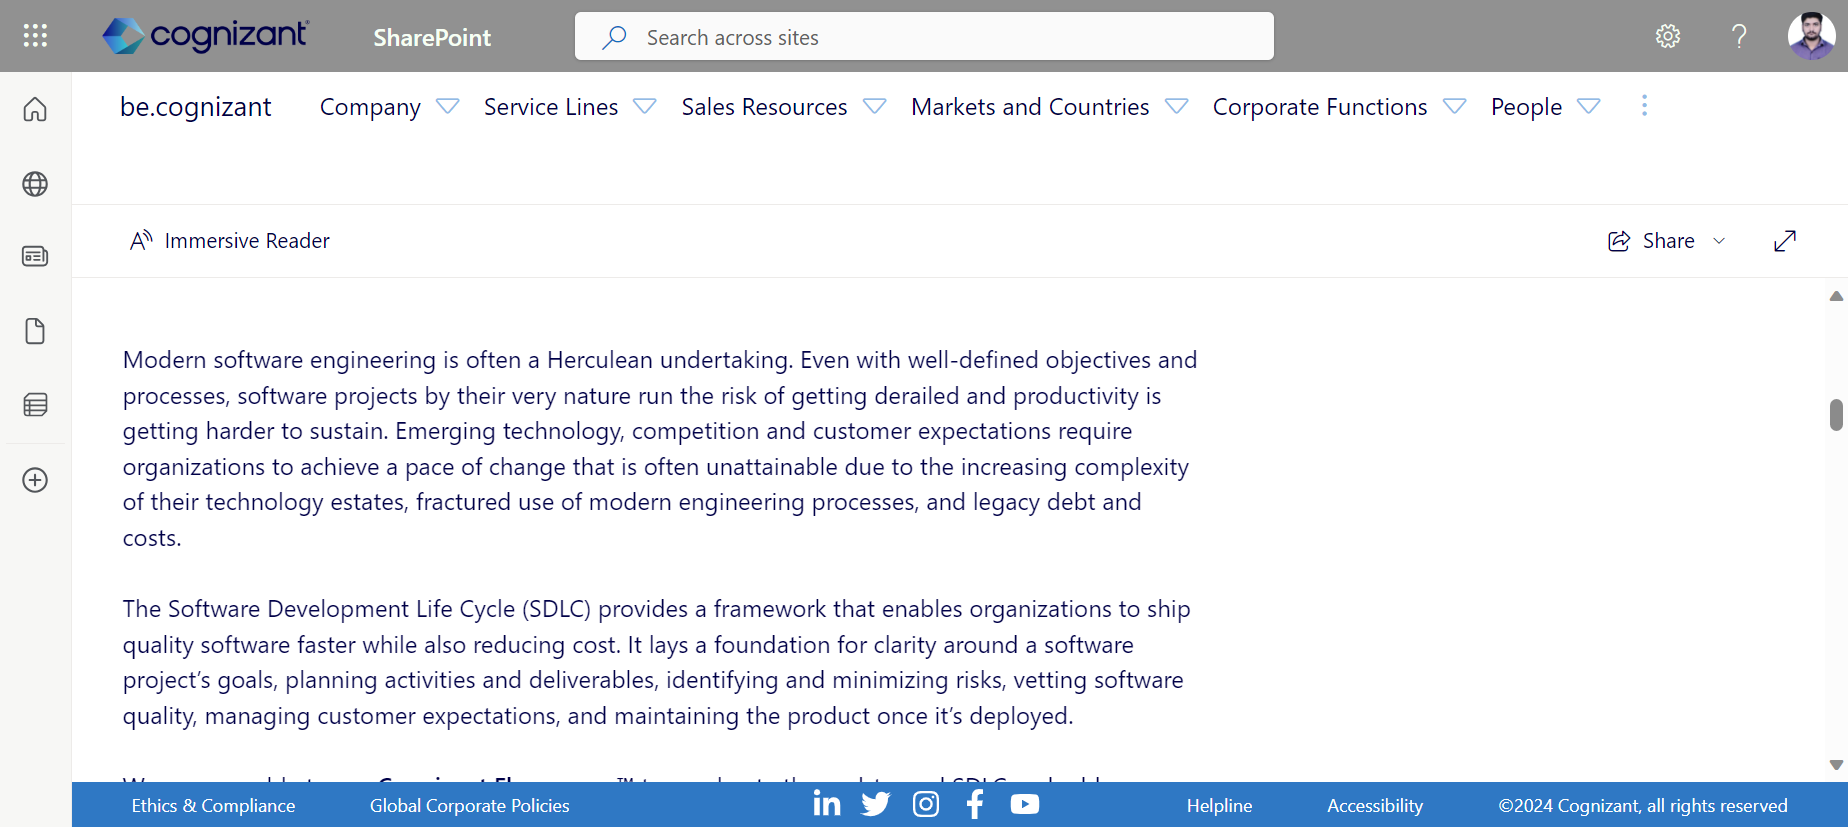 cognizant
SharePoint
Search across sites
be.cognizant
Company
Service Lines
Sales Resources
Markets and Countries
Corporate Functions
People
Immersive Reader
Share
Modern software engineering is often a Herculean undertaking. Even with well-defined objectives and
processes, software projects by their very nature run the risk of getting derailed and productivity is
getting harder to sustain. Emerging technology, competition and customer expectations require
organizations to achieve a pace of change that is often unattainable due to the increasing complexity
of their technology estates, fractured use of modern engineering processes, and legacy debt and
costs.
The Software Development Life Cycle (SDLC) provides a framework that enables organizations to ship
quality software faster while also reducing cost. It lays a foundation for clarity around a software
project’s goals, planning activities and deliverables, identifying and minimizing risks, vetting software
quality, managing customer expectations, and maintaining the product once it’s deployed.
Ethics & Compliance
Global Corporate Policies
Helpline
Accessibility
©2024 Cognizant, all rights reserved